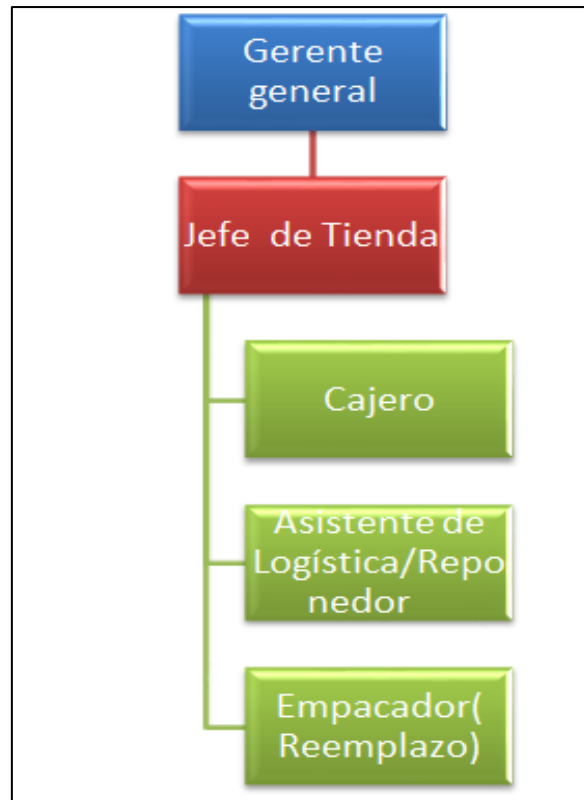 Gerente
general
Jefe de Tienda
Cajero
Asistente de
Logística/Repo
nedor
Empacador(
Reemplazo)